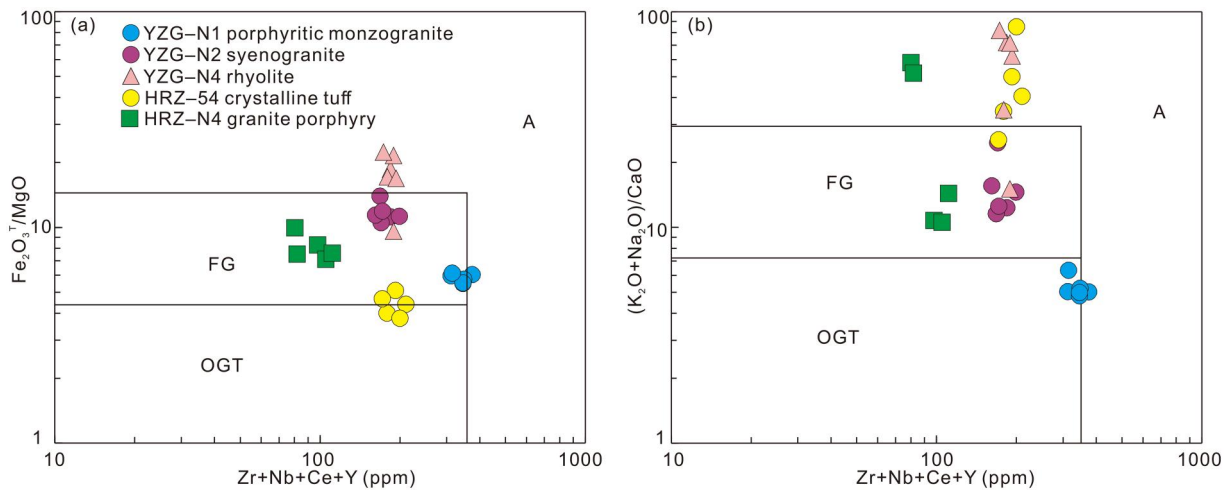 (a)
100
10
1
Fe₂O₃ᵀ/MgO
YZG–N1 porphyritic monzogranite
YZG–N2 syenogranite
YZG–N4 rhyolite
HRZ–54 crystalline tuff
HRZ–N4 granite porphyry
A
FG
OGT
10 100 1000
Zr+Nb+Ce+Y (ppm)
(b)
100
10
1
(K₂O+Na₂O)/CaO
A
FG
OGT
10 100 1000
Zr+Nb+Ce+Y (ppm)